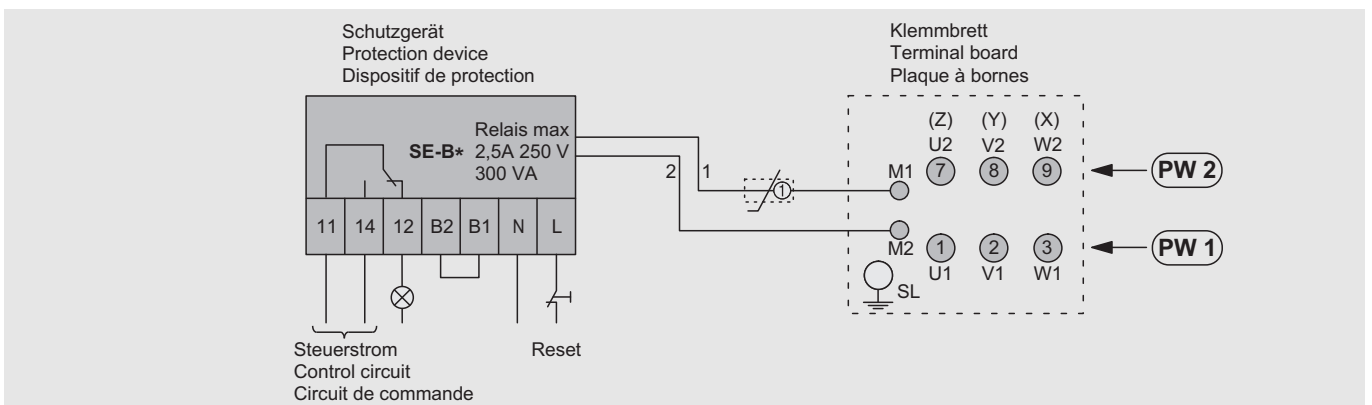 Schutzgerät
Protection device
Dispositif de protection
Klemmbrett
Terminal board
Plaque à bornes
Relais max
SE-B* 2,5A 250 V
300 VA
2 1
1
M1
M2
(Z) (Y) (X)
U2 V2 W2
7 8 9
PW 2
1 2 3
U1 V1 W1
PW 1
SL
11 14 12 B2 B1 N L
Steuerstrom
Control circuit
Circuit de commande
Reset